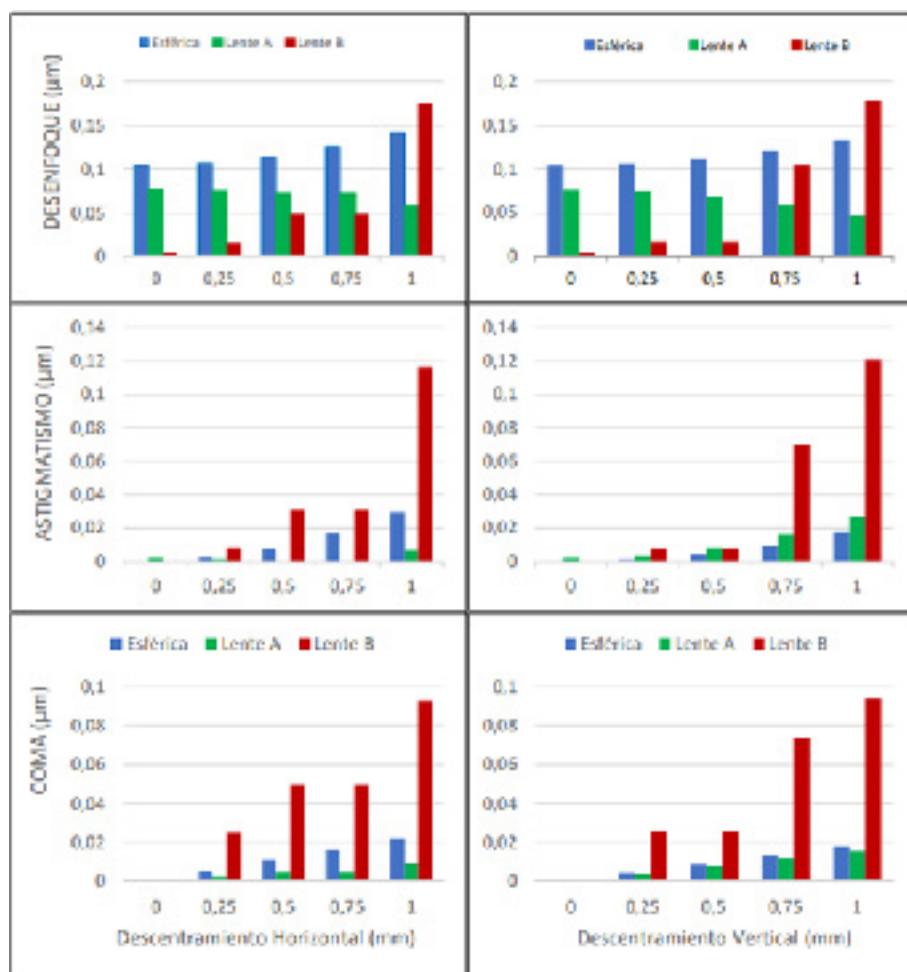 Esférica Lente A Lente B
DESENFOQUE (µm)
0,2
0,15
0,1
0,05
0
0 0,25 0,5 0,75 1
Esférica Lente A Lente B
0,2
0,15
0,1
0,05
0
0 0,25 0,5 0,75 1
ASTIGMATISMO (µm)
0,14
0,12
0,1
0,08
0,06
0,04
0,02
0
0 0,25 0,5 0,75 1
0,14
0,12
0,1
0,08
0,06
0,04
0,02
0
0 0,25 0,5 0,75 1
Esférica Lente A Lente B
COMA (µm)
0,1
0,08
0,06
0,04
0,02
0
0 0,25 0,5 0,75 1
Descentramiento Horizontal (mm)
Esférica Lente A Lente B
0,1
0,08
0,06
0,04
0,02
0
0 0,25 0,5 0,75 1
Descentramiento Vertical (mm)